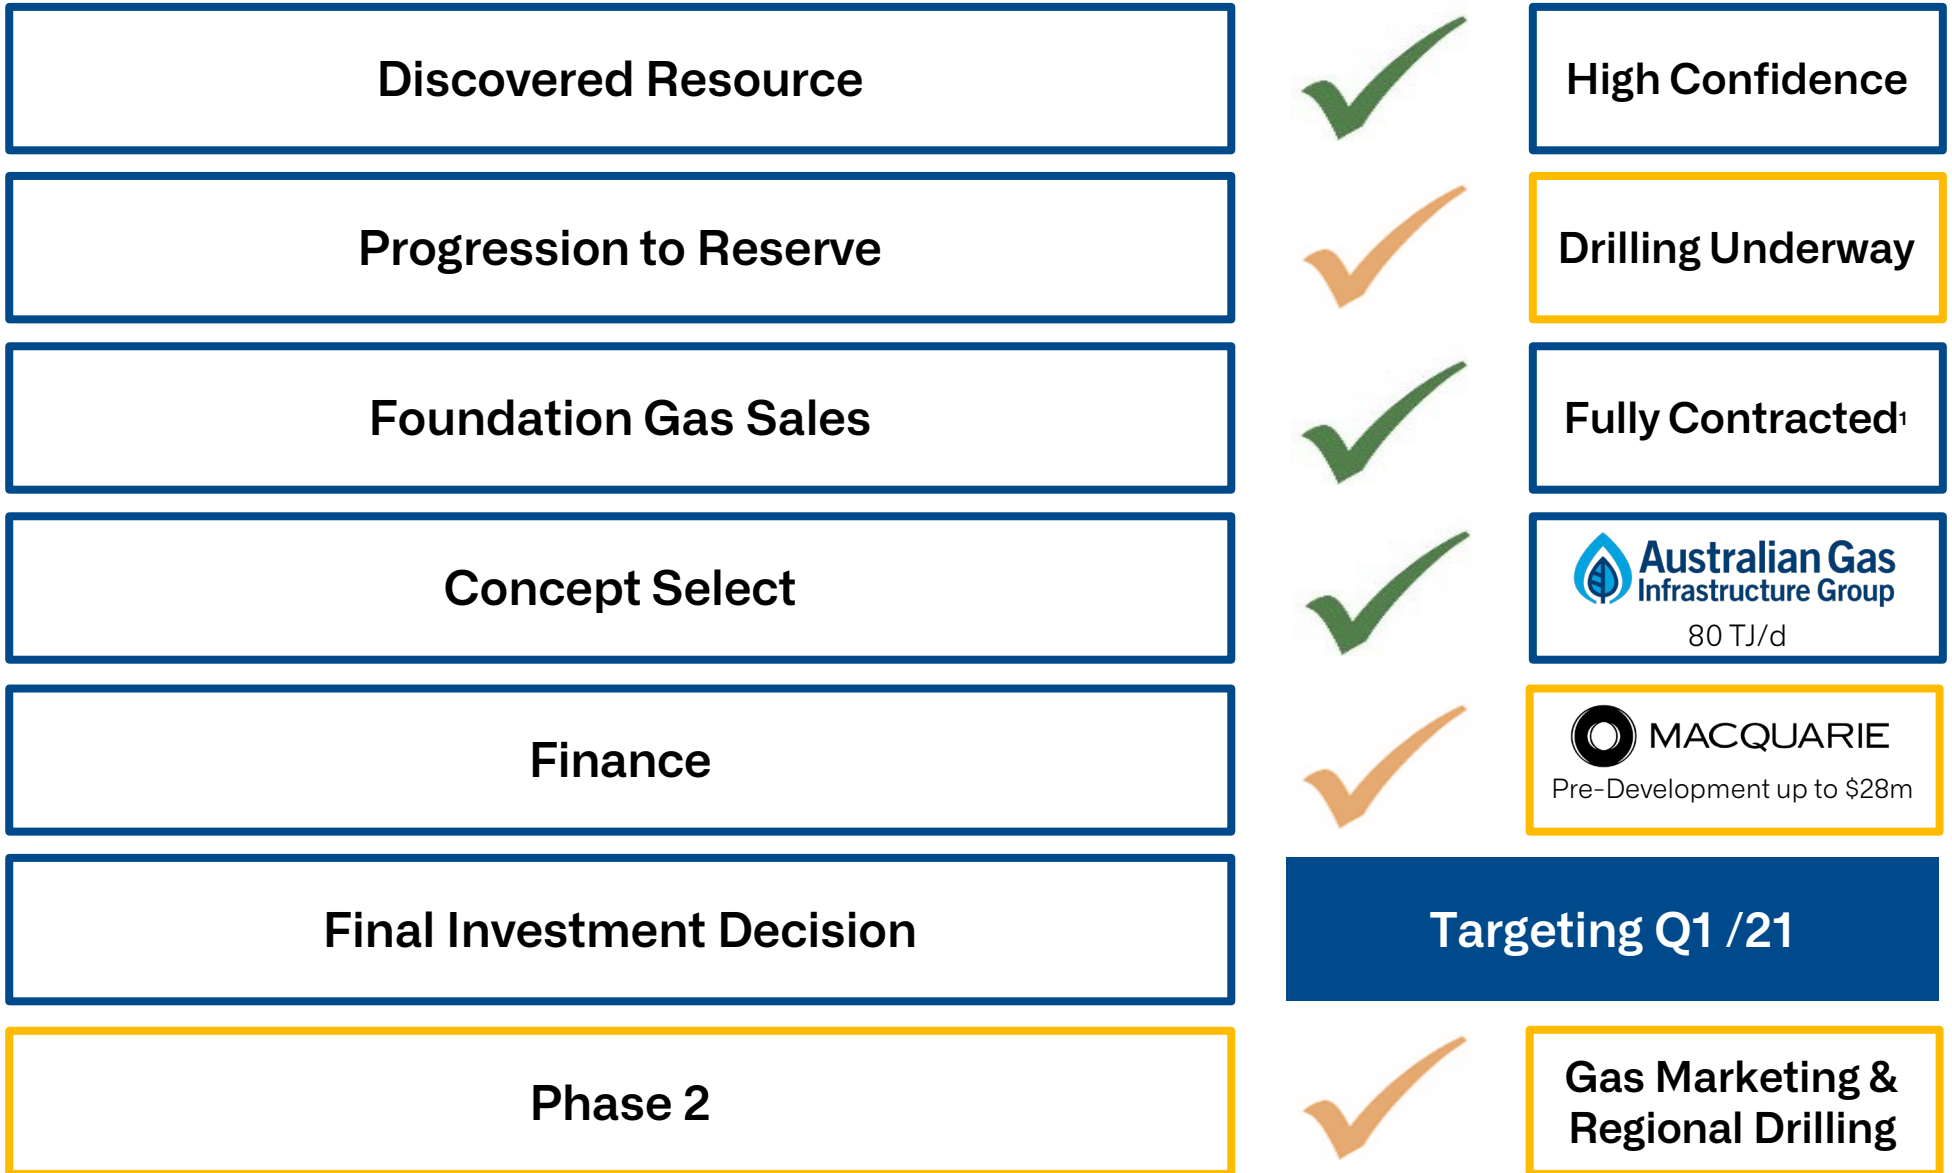 Discovered Resource
High Confidence
Progression to Reserve
Drilling Underway
Foundation Gas Sales
Fully Contracted¹
Concept Select
Australian Gas
Infrastructure Group
80 TJ/d
Finance
MACQUARIE
Pre-Development up to $28m
Final Investment Decision
Targeting Q1 /21
Phase 2
Gas Marketing &
Regional Drilling